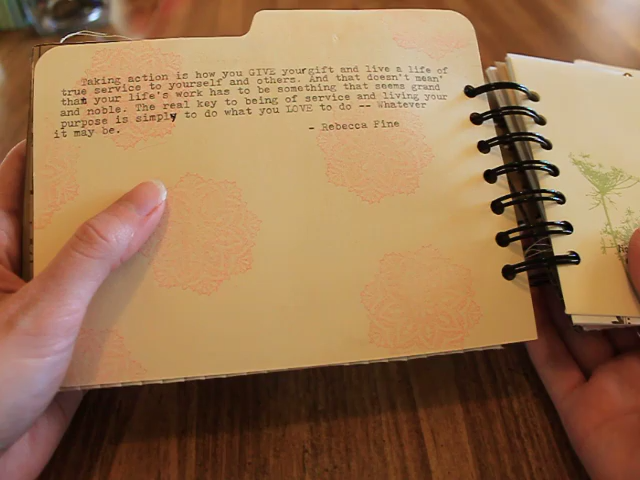 Taking action is how you GIVE yourgift and live a life of
true service to yourself and others. And that doesn't mean'
that your life's work has to be something that seems grand
and noble. The real key to being of service and living your
purpose is simply to do what you LOVE to do -- Whatever
it may be.
- Rebecca Fine